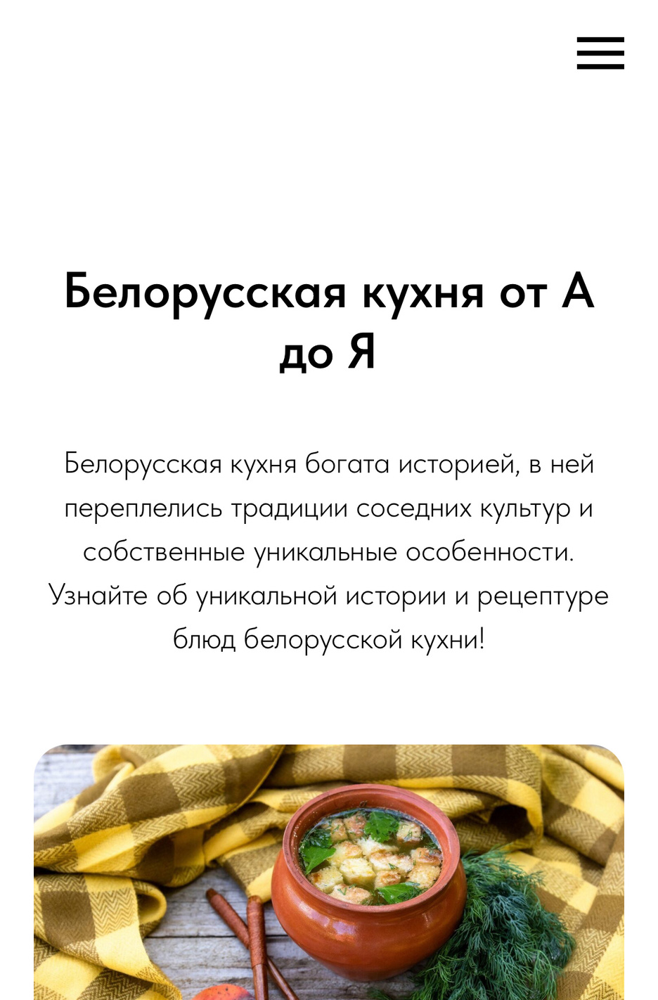 Белорусская кухня от А
до Я
Белорусская кухня богата историей, в ней
переплелись традиции соседних культур и
собственные уникальные особенности.
Узнайте об уникальной истории и рецептуре
блюд белорусской кухни!